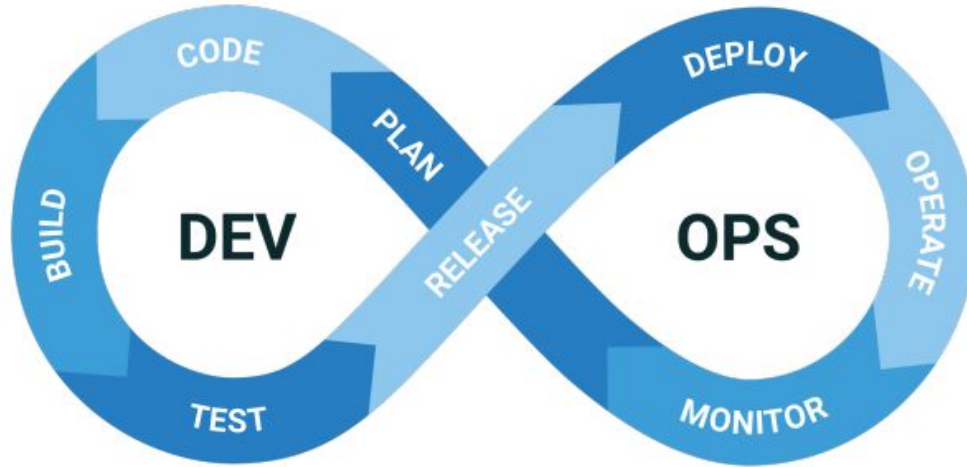 CODE
DEPLOY
PLAN
BUILD
DEV
RELEASE
OPS
OPERATE
TEST
MONITOR